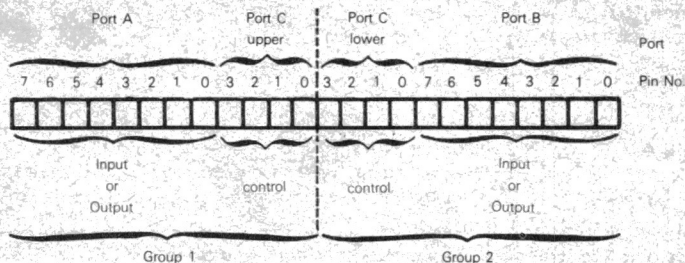 Port A Port C Port C Port B
upper lower
Port
7 6 5 4 3 2 1 0 3 2 1 0 3 2 1 0 7 6 5 4 3 2 1 0 Pin No.
Input Input
or control control or
Output Output
Group 1 Group 2